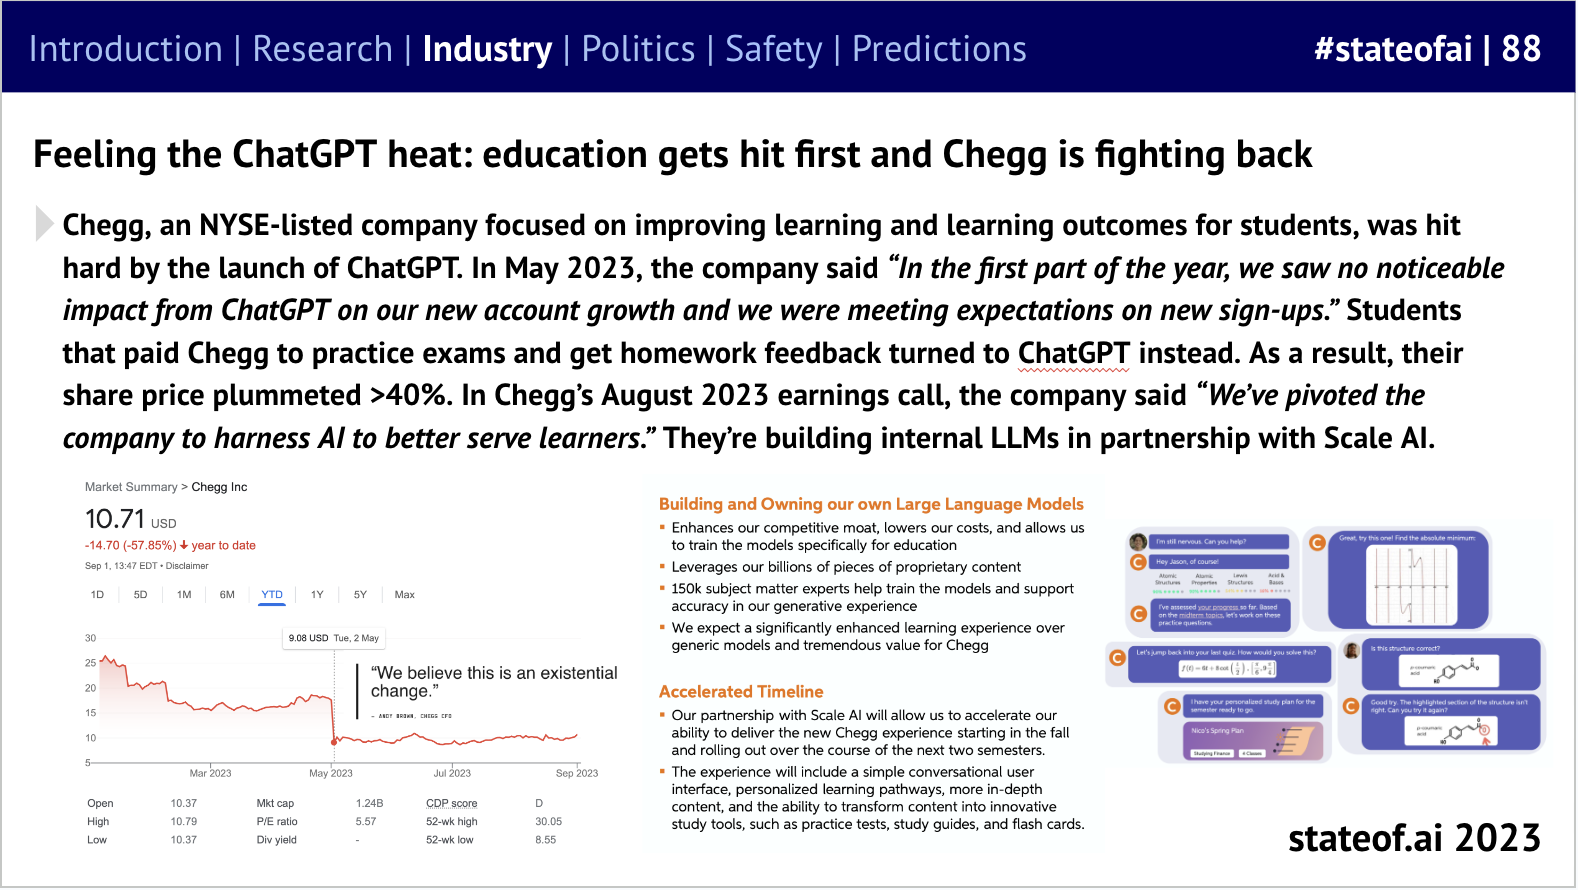 Introduction | Research | Industry | Politics | Safety | Predictions
#stateofai | 88
Feeling the ChatGPT heat: education gets hit first and Chegg is fighting back
Chegg, an NYSE-listed company focused on improving learning and learning outcomes for students, was hit
hard by the launch of ChatGPT. In May 2023, the company said “In the first part of the year, we saw no noticeable
impact from ChatGPT on our new account growth and we were meeting expectations on new sign-ups.” Students
that paid Chegg to practice exams and get homework feedback turned to ChatGPT instead. As a result, their
share price plummeted >40%. In Chegg’s August 2023 earnings call, the company said “We’ve pivoted the
company to harness AI to better serve learners.” They’re building internal LLMs in partnership with Scale AI.
Market Summary > Chegg Inc
10.71 USD
-14.70 (-57.85%) ↓ year to date
Sep 1, 13:47 EDT • Disclaimer
1D 5D 1M 6M YTD 1Y 5Y Max
9.08 USD Tue, 2 May
30
25
20
15
10
5
“We believe this is an existential
change.”
— ANDY BROWN, CHEGG CFO
Mar 2023 May 2023 Jul 2023 Sep 2023
Open 10.37 Mkt cap 1.24B CDP score D
High 10.79 P/E ratio 5.57 52-wk high 30.05
Low 10.37 Div yield - 52-wk low 8.55
Building and Owning our own Large Language Models
Enhances our competitive moat, lowers our costs, and allows us
to train the models specifically for education
Leverages our billions of pieces of proprietary content
150k subject matter experts help train the models and support
accuracy in our generative experience
We expect a significantly enhanced learning experience over
generic models and tremendous value for Chegg
Accelerated Timeline
Our partnership with Scale AI will allow us to accelerate our
ability to deliver the new Chegg experience starting in the fall
and rolling out over the course of the next two semesters.
The experience will include a simple conversational user
interface, personalized learning pathways, more in-depth
content, and the ability to transform content into innovative
study tools, such as practice tests, study guides, and flash cards.
I'm still nervous. Can you help?
C
Hey Jason, of course!
Atomic Structures
Atomic Properties
Lewis Structures
Acid & Bases
C
I've assessed your progress so far. Based
on the midterm topics, let's work on these
practice questions.
C
Great, try this one! Find the absolute minimum:
C
Let's jump back into your last quiz. How would you solve this?
C
I have your personalized study plan for the
semester ready to go.
Nico's Spring Plan
Studying Finance
4 Classes
Is this structure correct?
p-coumaric
acid
HO
C
Good try. The highlighted section of the structure isn't
right. Can you try it again?
p-coumaric
acid
HO
stateof.ai 2023